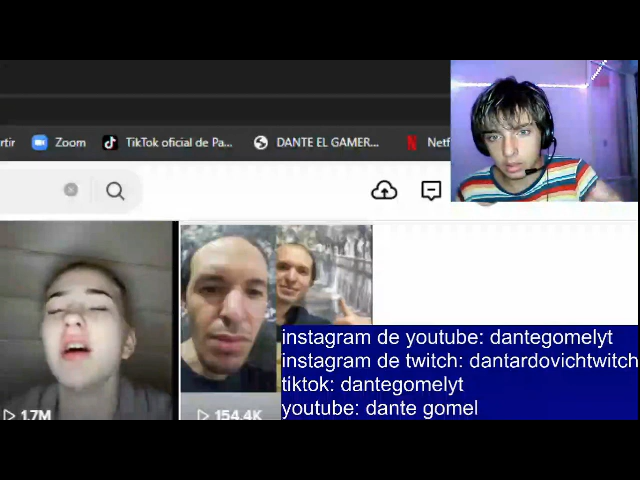 rtir Zoom TikTok oficial de Pa... DANTE EL GAMER... Netf
1.7M 154.4K
instagram de youtube: dantegomelyt
instagram de twitch: dantardovichtwitch
tiktok: dantegomelyt
youtube: dante gomel